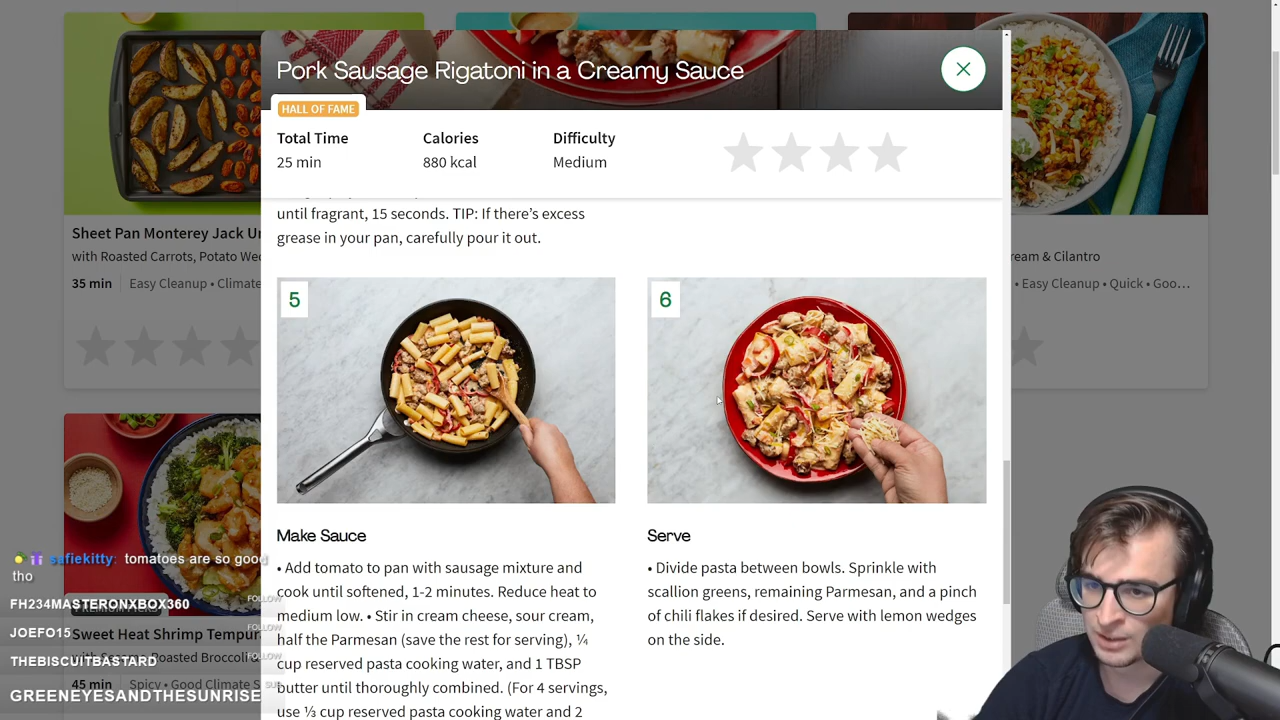 Pork Sausage Rigatoni in a Creamy Sauce
HALL OF FAME
Total Time
25 min
Calories
880 kcal
Difficulty
Medium
until fragrant, 15 seconds. TIP: If there's excess
grease in your pan, carefully pour it out.
5
6
Make Sauce
• Add tomato to pan with sausage mixture and
cook until softened, 1-2 minutes. Reduce heat to
medium low. • Stir in cream cheese, sour cream,
half the Parmesan (save the rest for serving), ¼
cup reserved pasta cooking water, and 1 TBSP
butter until thoroughly combined. (For 4 servings,
use ⅓ cup reserved pasta cooking water and 2
Serve
• Divide pasta between bowls. Sprinkle with
scallion greens, remaining Parmesan, and a pinch
of chili flakes if desired. Serve with lemon wedges
on the side.
Sheet Pan Monterey Jack Un
with Roasted Carrots, Potato Wed
35 min Easy Cleanup • Climate
ream & Cilantro
• Easy Cleanup • Quick • Goo...
safiekitty: tomatoes are so good
tho
FH234MASTERONXBOX360 FOLLOW
JOEFO15 FOLLOW
Sweet Heat Shrimp Tempur
THEBISCUITBASTARD FOLLOW
45 min Spicy • Good Climate S
GREENEYESANDTHESUNRISE